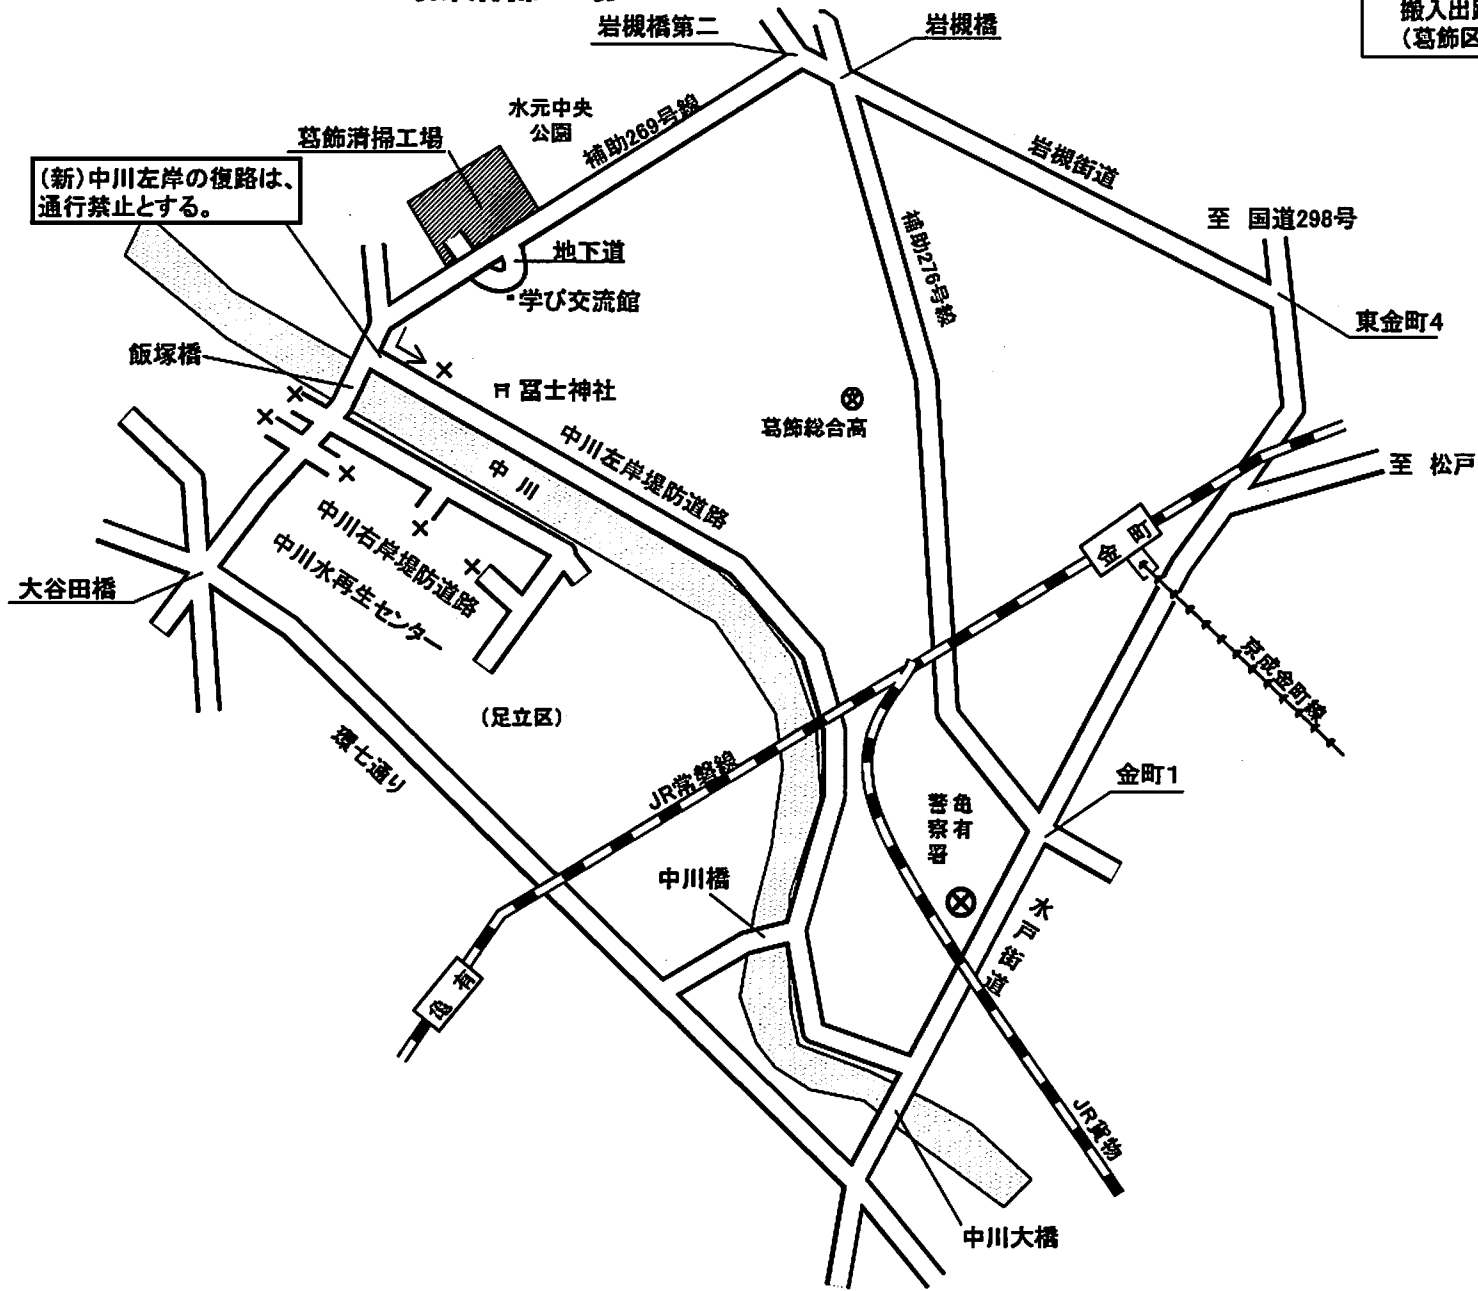 搬入出
(葛飾区
岩槻橋第二
岩槻橋
水元中央
公園
補助269号線
葛飾清掃工場
岩槻街道
(新)中川左岸の復路は、
通行禁止とする。
至 国道298号
補助276号線
地下道
学び交流館
東金町4
飯塚橋
冨士神社
葛飾総合高
中川左岸堤防道路
中川
至 松戸
中川右岸堤防道路
金町
中川水再生センター
大谷田橋
京成金町線
(足立区)
環七通り
JR常磐線
金町1
亀有
警察署
中川橋
水戸街道
亀有
JR貨物
中川大橋